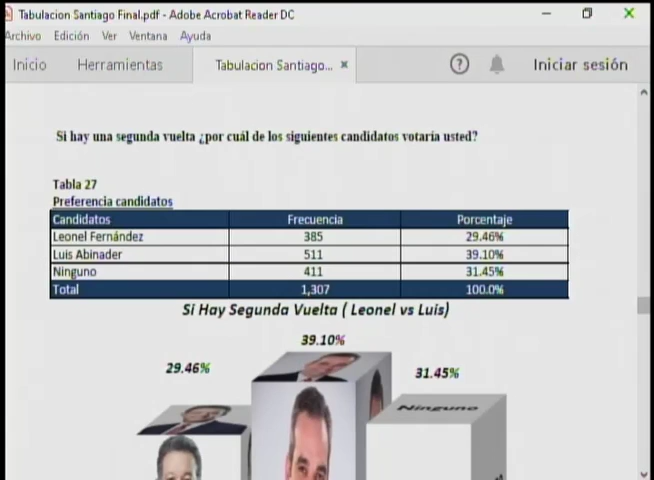 Tabulacion Santiago Final.pdf - Adobe Acrobat Reader DC
Archivo Edición Ver Ventana Ayuda
Inicio Herramientas Tabulacion Santiago... × ? Iniciar sesión
Si hay una segunda vuelta ¿por cuál de los siguientes candidatos votaría usted?
Tabla 27
Preferencia candidatos
Candidatos Frecuencia Porcentaje
Leonel Fernández 385 29.46%
Luis Abinader 511 39.10%
Ninguno 411 31.45%
Total 1,307 100.0%
Si Hay Segunda Vuelta ( Leonel vs Luis)
39.10%
29.46%
31.45%
Ninguno